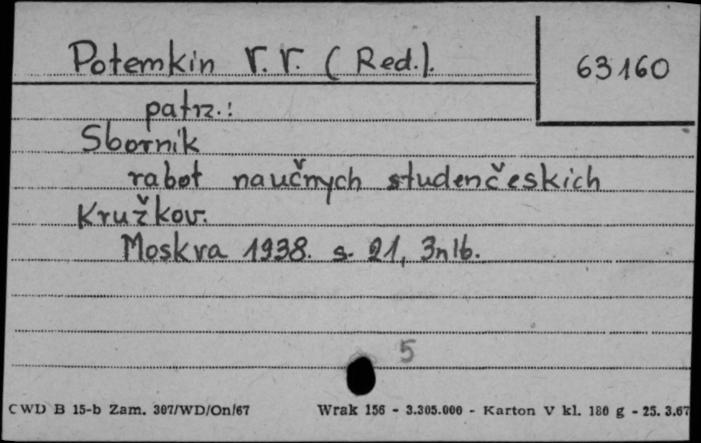 Potemkin V. V. (Red.).
63160
patrz.:
Sbornik
rabot naučnych studenčeskich
Kružkov.
Moskva 1938. s. 21, 3nlb.
5
CWD B 15-b Zam. 307/WD/On/67 Wrak 156 - 3.305.000 - Karton V kl. 180 g - 25. 3.67